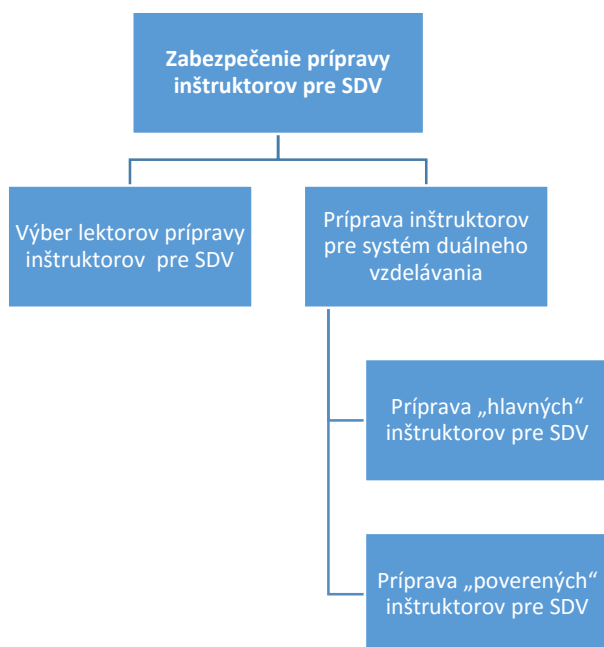 Zabezpečenie prípravy
inštruktorov pre SDV
Výber lektorov prípravy
inštruktorov pre SDV
Príprava inštruktorov
pre systém duálneho
vzdelávania
Príprava „hlavných“
inštruktorov pre SDV
Príprava „poverených“
inštruktorov pre SDV